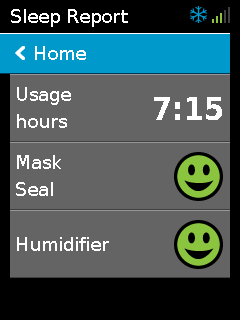 Sleep Report
Home
Usage
hours
7:15
Mask
Seal
Humidifier